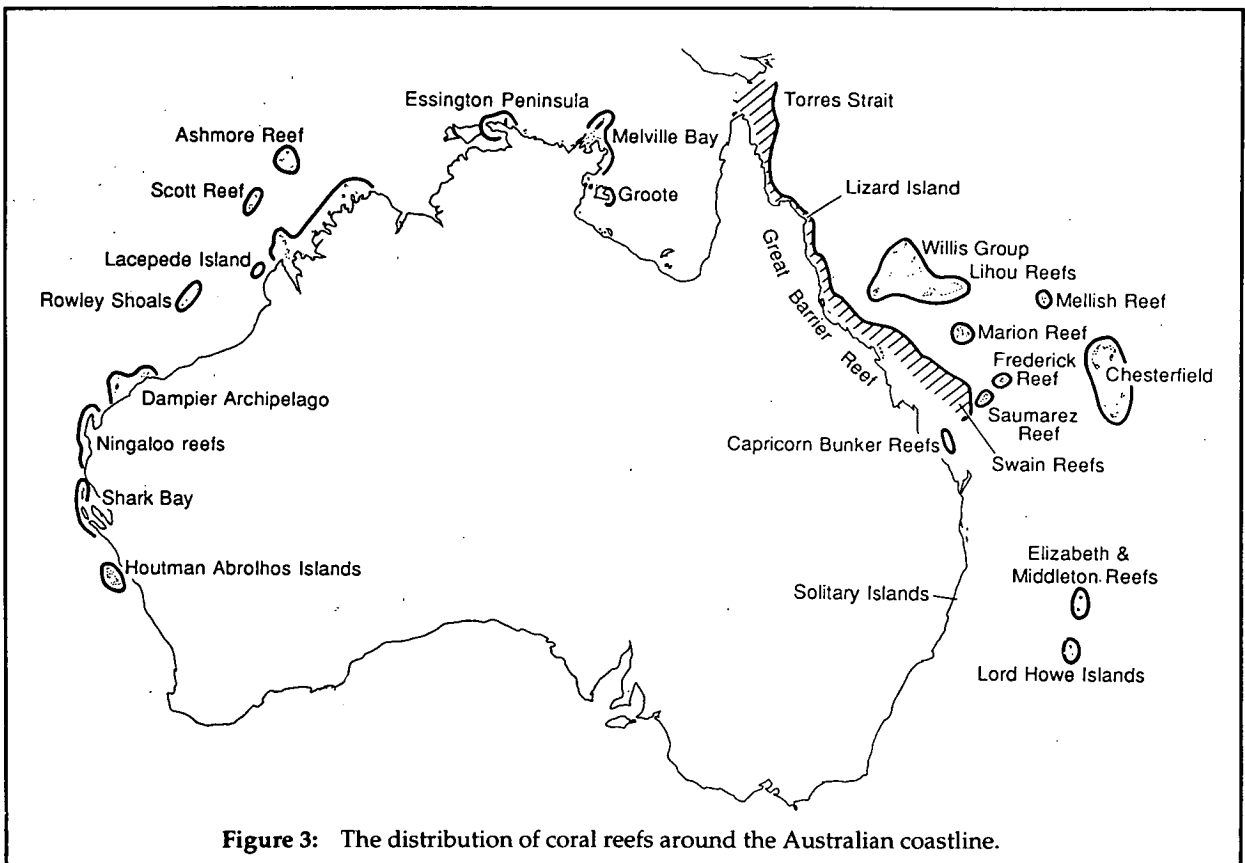 Essington Peninsula
Torres Strait
Ashmore Reef
Melville Bay
Scott Reef
Groote
Lizard Island
Lacepede Island
Willis Group
Lihou Reefs
Rowley Shoals
Mellish Reef
Great Barrier Reef
Marion Reef
Frederick
Reef
Chesterfield
Dampier Archipelago
Saumarez
Reef
Ningaloo reefs
Capricorn Bunker Reefs
Swain Reefs
Shark Bay
Houtman Abrolhos Islands
Elizabeth &
Middleton Reefs
Solitary Islands
Lord Howe Islands
Figure 3: The distribution of coral reefs around the Australian coastline.